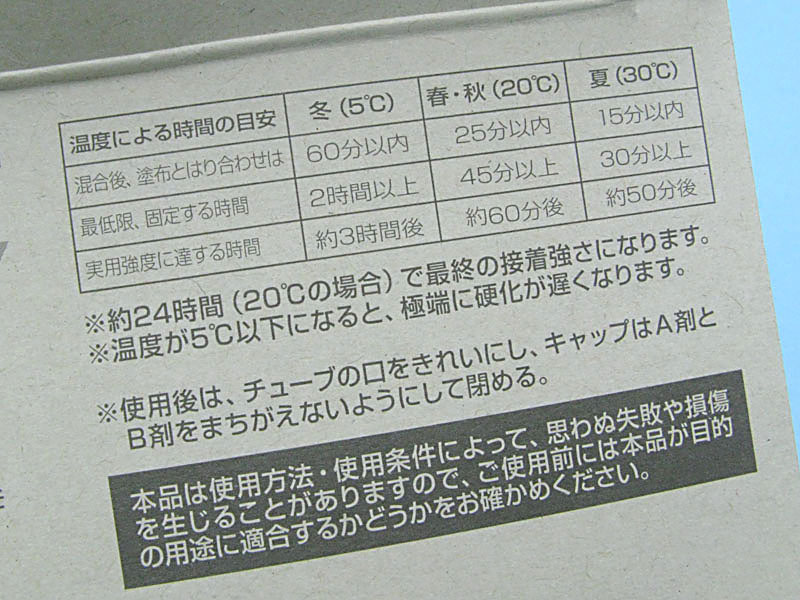 温度による時間の目安 冬（5℃） 春・秋（20℃） 夏（30℃）
混合後、塗布とはり合わせは 60分以内 25分以内 15分以内
最低限、固定する時間 2時間以上 45分以上 30分以上
実用強度に達する時間 約3時間後 約60分後 約50分後
※約24時間（20℃の場合）で最終の接着強さになります。
※温度が5℃以下になると、極端に硬化が遅くなります。
※使用後は、チューブの口をきれいにし、キャップはA剤と
B剤をまちがえないようにして閉める。
本品は使用方法・使用条件によって、思わぬ失敗や損傷
を生じることがありますので、ご使用前には本品が目的
の用途に適合するかどうかをお確かめください。